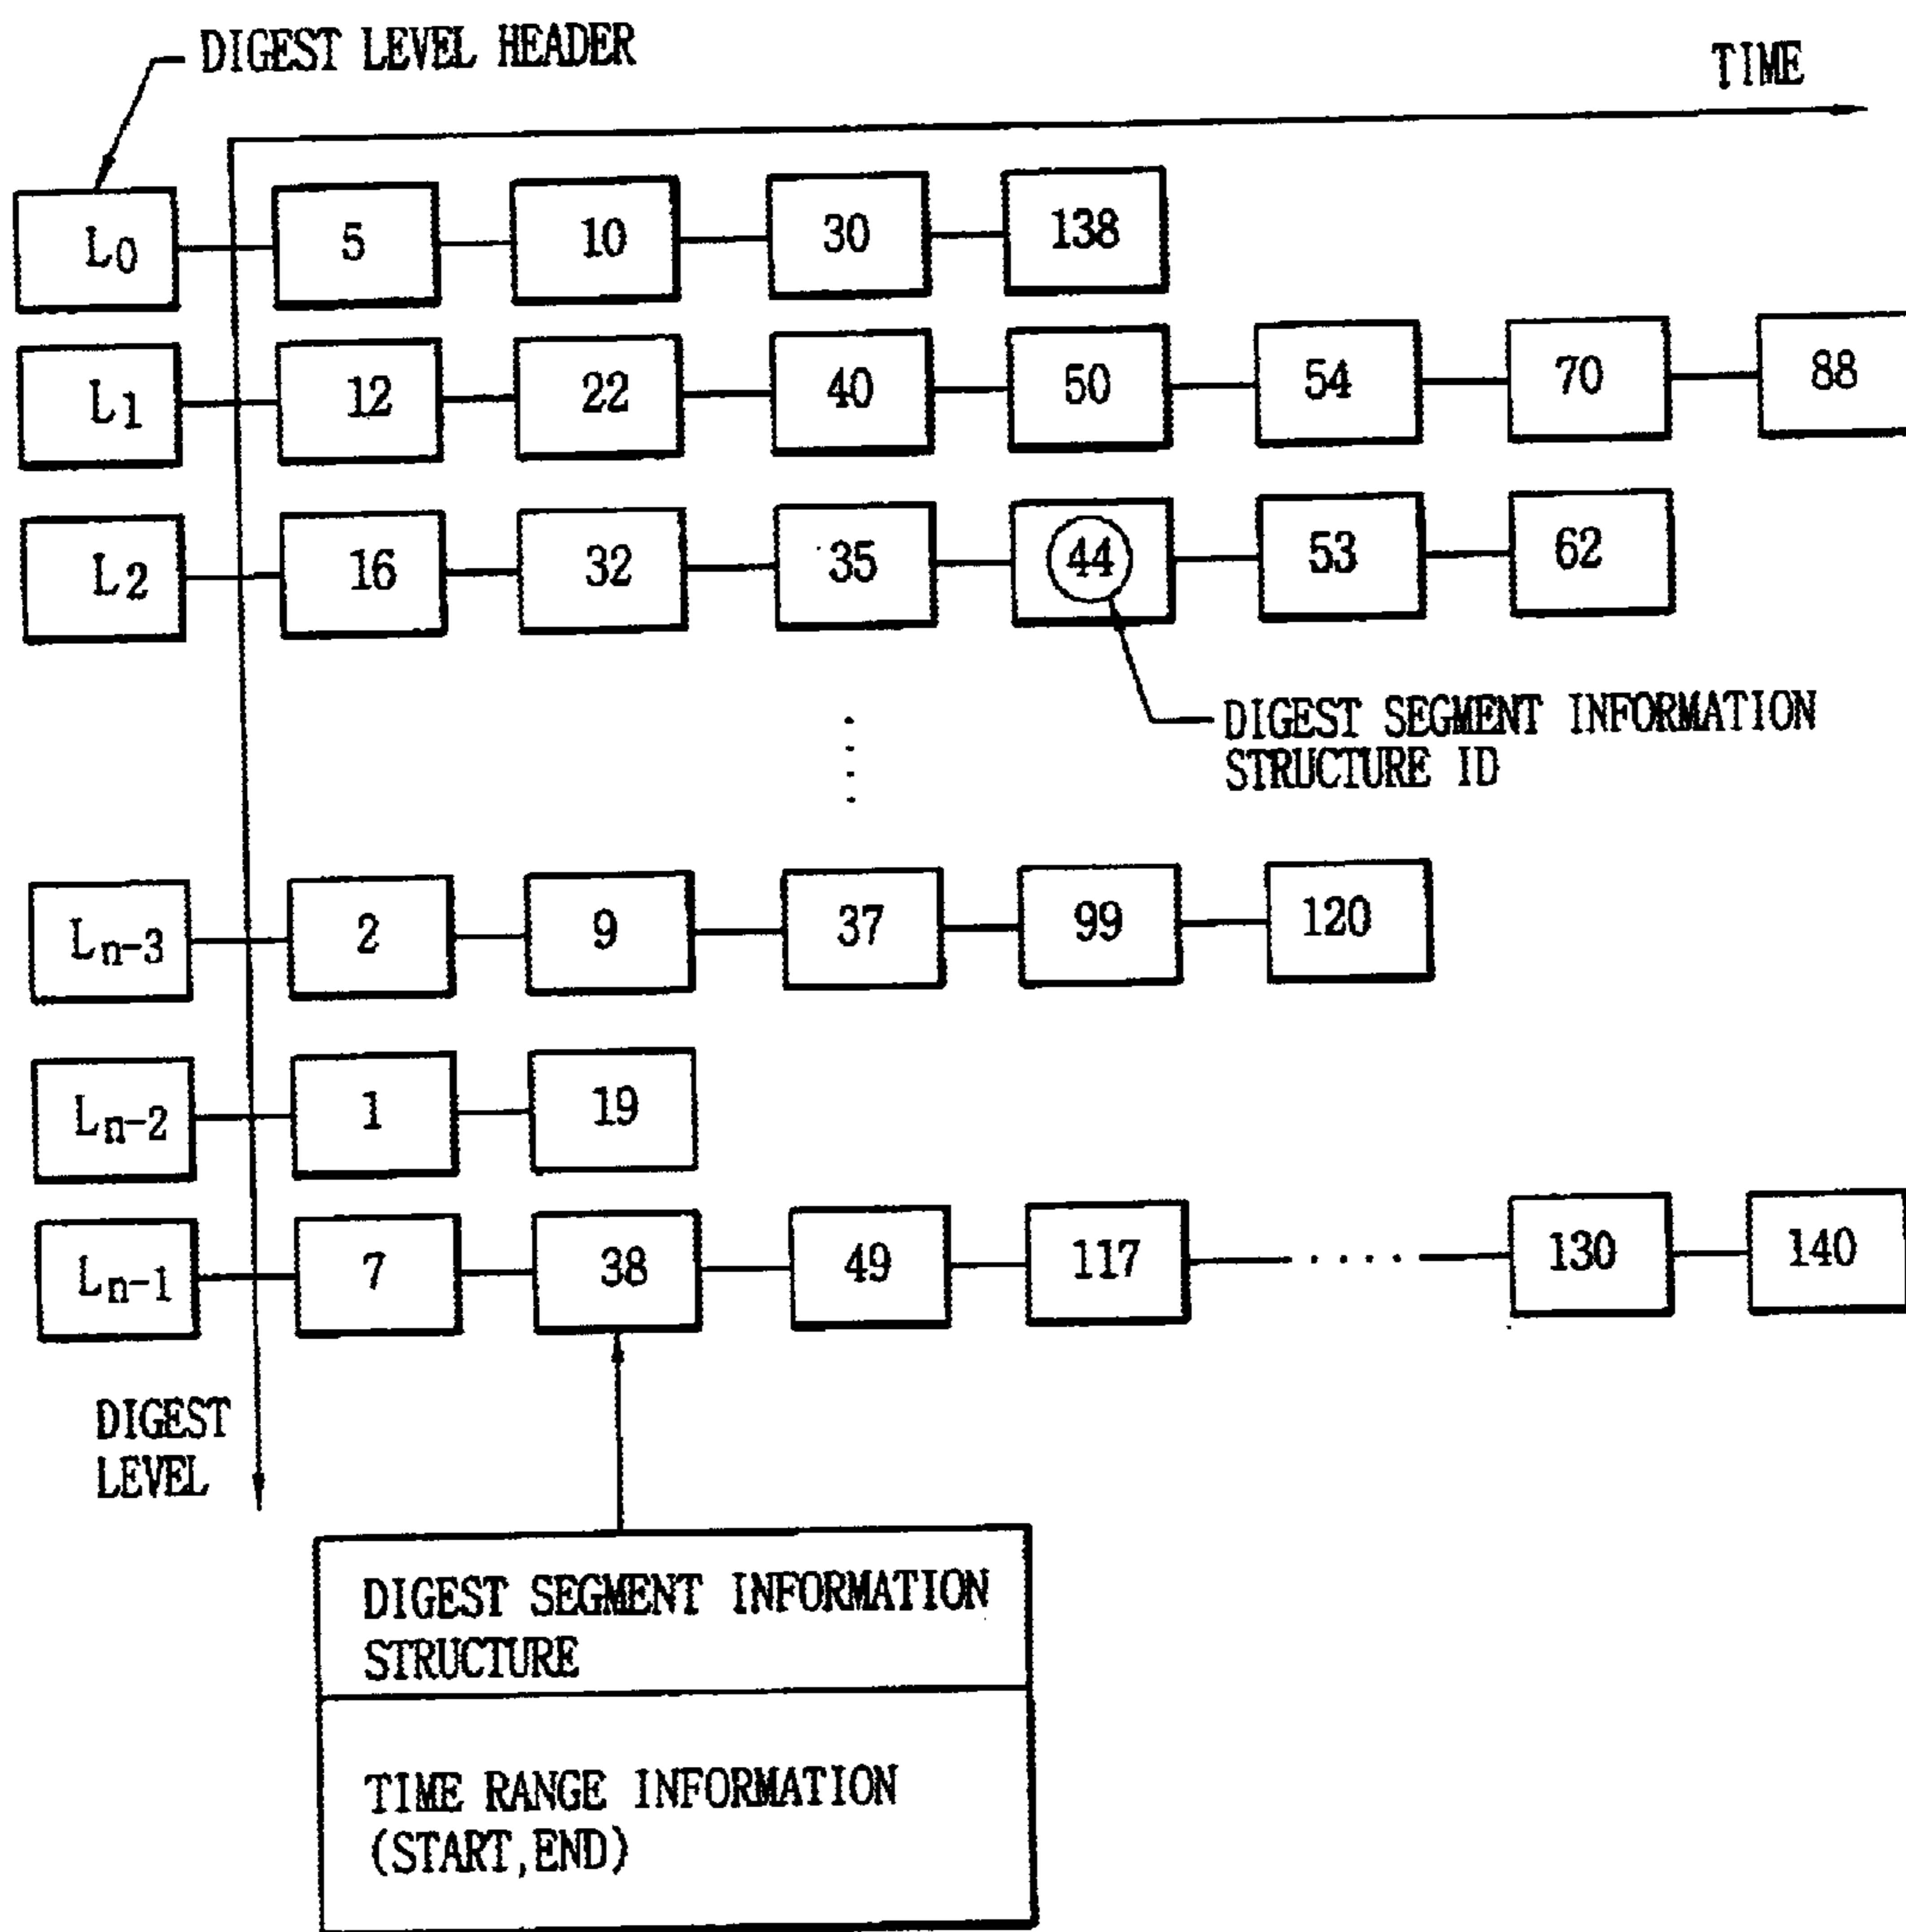 DIGEST LEVEL HEADER
TIME
L0 5 10 30 138
L1 12 22 40 50 54 70 88
L2 16 32 35 44 53 62
DIGEST SEGMENT INFORMATION
STRUCTURE ID
Ln-3 2 9 37 99 120
Ln-2 1 19
Ln-1 7 38 49 117 ..... 130 140
DIGEST
LEVEL
DIGEST SEGMENT INFORMATION
STRUCTURE
TIME RANGE INFORMATION
(START,END)